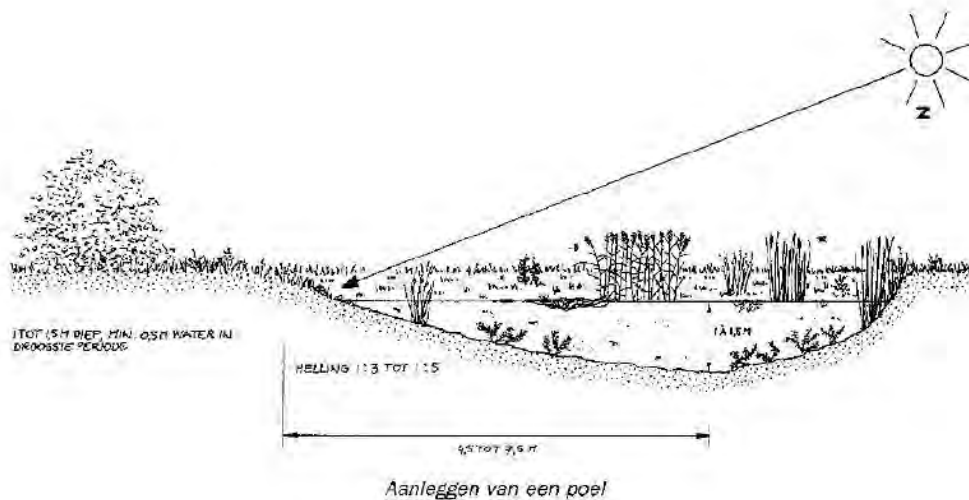 Z
1 TOT 1,5 M DIEP, MIN. 0,5 M WATER IN
DROOGSTE PERIODE
1 À 1,5 M
HELLING 1:3 TOT 1:5
4,5 TOT 7,5 M
Aanleggen van een poel